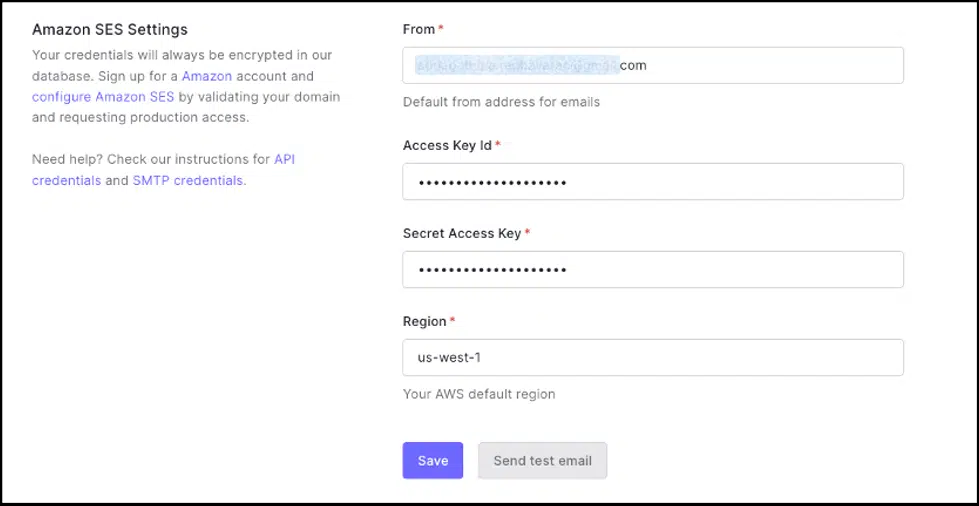 Amazon SES Settings
Your credentials will always be encrypted in our
database. Sign up for a Amazon account and
configure Amazon SES by validating your domain
and requesting production access.
Need help? Check our instructions for API
credentials and SMTP credentials.
From *
com
Default from address for emails
Access Key Id *
••••••••••••••••••••
Secret Access Key *
••••••••••••••••••••
Region *
us-west-1
Your AWS default region
Save
Send test email